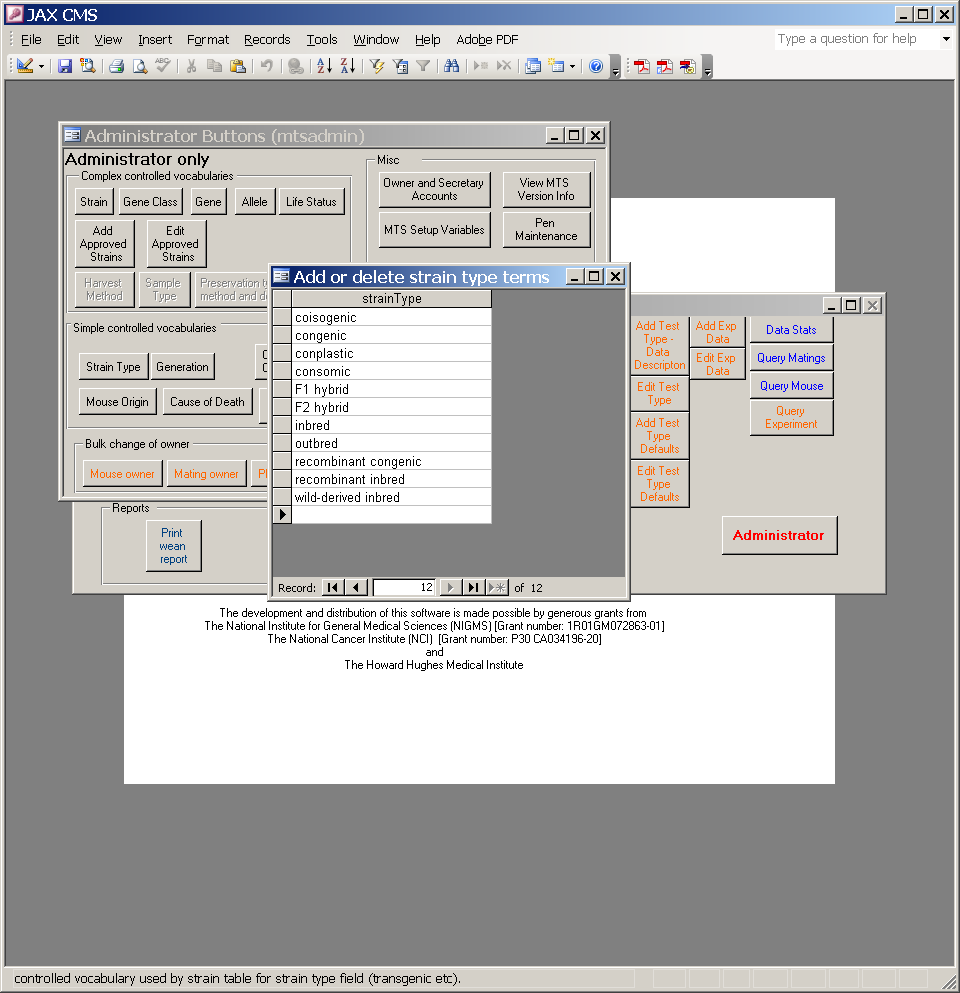 JAX CMS
File Edit View Insert Format Records Tools Window Help Adobe PDF
Type a question for help
Administrator Buttons (mtsadmin)
Administrator only
Complex controlled vocabularies
Strain
Gene Class
Gene
Allele
Life Status
Add
Approved
Strains
Edit
Approved
Strains
Harvest
Method
Sample
Type
Preservation
method and
Misc
Owner and Secretary
Accounts
View MTS
Version Info
MTS Setup Variables
Pen
Maintenance
Simple controlled vocabularies
Strain Type
Generation
Mouse Origin
Cause of Death
Bulk change of owner
Mouse owner
Mating owner
Add or delete strain type terms
strainType
coisogenic
congenic
conplastic
consomic
F1 hybrid
F2 hybrid
inbred
outbred
recombinant congenic
recombinant inbred
wild-derived inbred
Record: 12 of 12
Add Test
Type -
Data
Descripton
Edit Test
Type
Add Test
Type
Defaults
Edit Test
Type
Defaults
Add Exp
Data
Edit Exp
Data
Data Stats
Query Matings
Query Mouse
Query
Experiment
Administrator
Reports
Print
wean
report
The development and distribution of this software is made possible by generous grants from
The National Institute for General Medical Sciences (NIGMS) [Grant number: 1R01GM072863-01]
The National Cancer Institute (NCI) [Grant number: P30 CA034196-20]
and
The Howard Hughes Medical Institute
controlled vocabulary used by strain table for strain type field (transgenic etc).